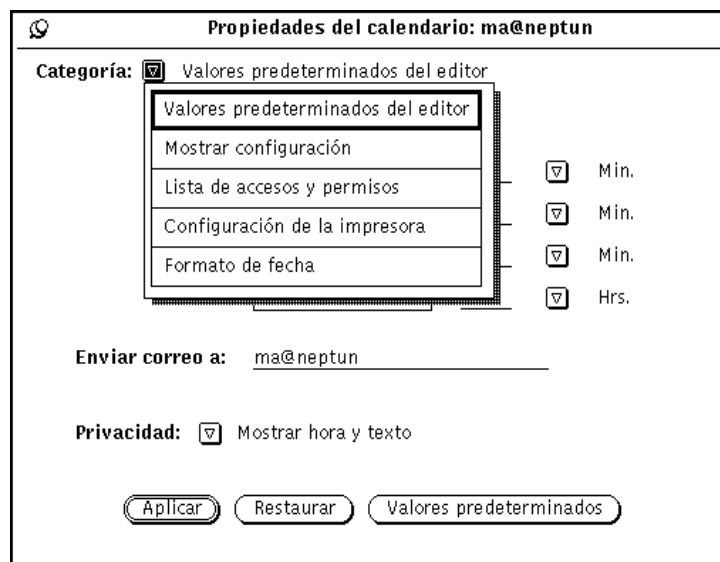 Propiedades del calendario: ma@neptun
Categoría: Valores predeterminados del editor
Valores predeterminados del editor
Mostrar configuración
Lista de accesos y permisos
Configuración de la impresora
Formato de fecha
Min.
Min.
Min.
Hrs.
Enviar correo a: ma@neptun
Privacidad: Mostrar hora y texto
Aplicar Restaurar Valores predeterminados